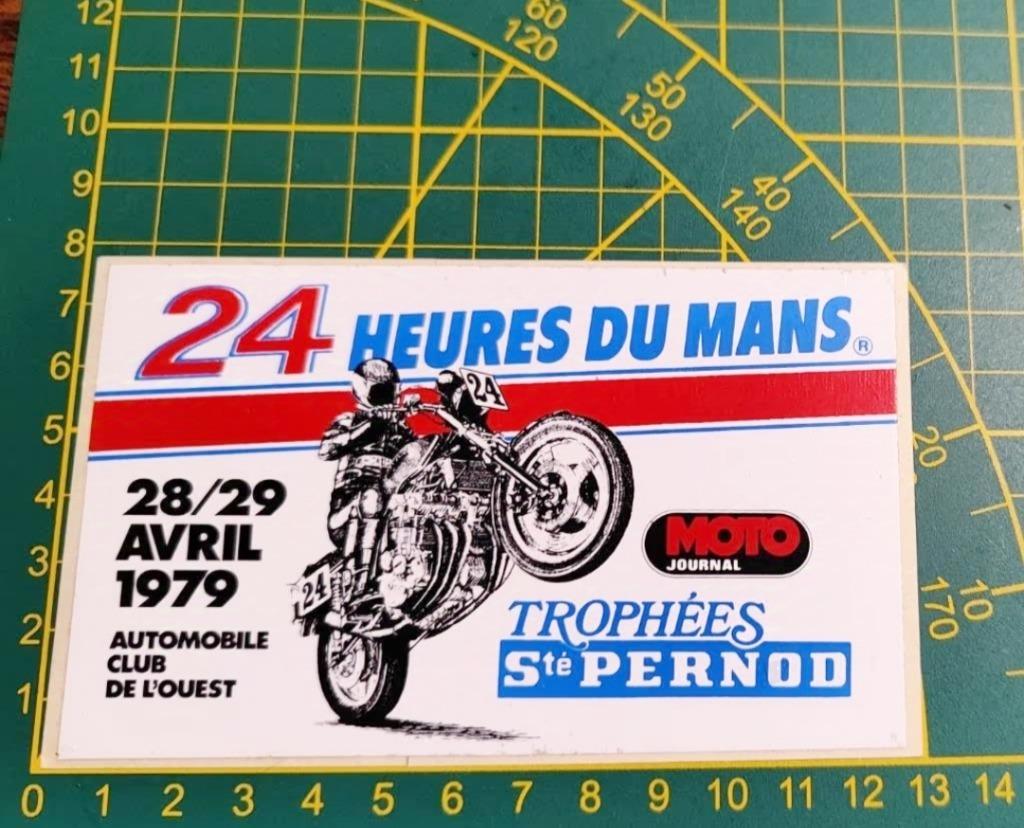 12
60
120
11
50
130
10
9
40
140
8
7
24 HEURES DU MANS®
6
24
5
20
28/29
AVRIL
1979
4
MOTO
JOURNAL
3
24
10
170
TROPHÉES
2
AUTOMOBILE
CLUB
DE L'OUEST
Sté PERNOD
1
0 1 2 3 4 5 6 7 8 9 10 11 12 13 14